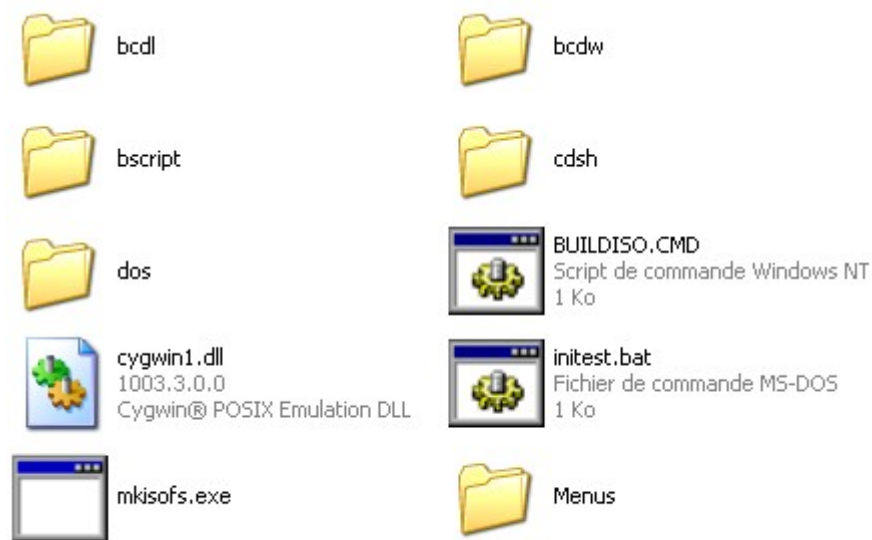 bcdl
bcdw
bscript
cdsh
dos
BUILDISO.CMD
Script de commande Windows NT
1 Ko
cygwin1.dll
1003.3.0.0
Cygwin® POSIX Emulation DLL
initest.bat
Fichier de commande MS-DOS
1 Ko
mkisofs.exe
Menus